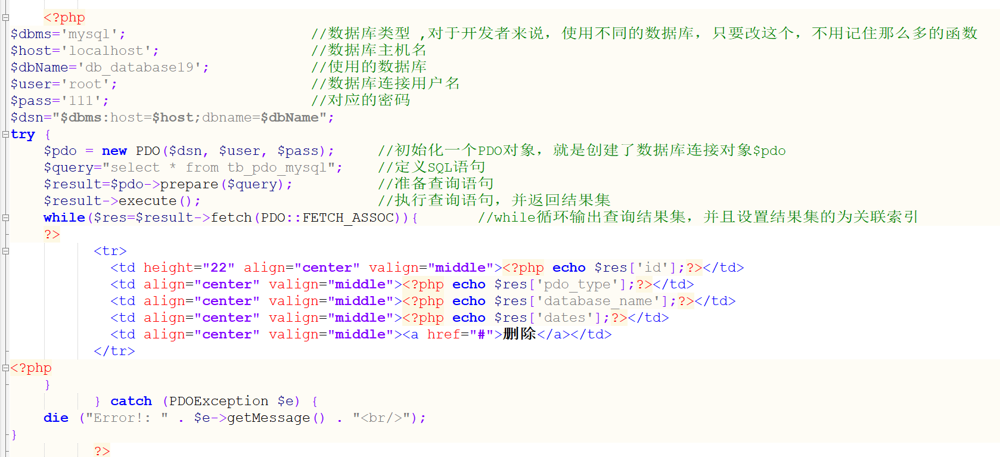 <?php
$dbms='mysql';                      //数据库类型 ,对于开发者来说，使用不同的数据库，只要改这个，不用记住那么多的函数
$host='localhost';                  //数据库主机名
$dbName='db_database19';            //使用的数据库
$user='root';                       //数据库连接用户名
$pass='111';                        //对应的密码
$dsn="$dbms:host=$host;dbname=$dbName";
try {
    $pdo = new PDO($dsn, $user, $pass);     //初始化一个PDO对象，就是创建了数据库连接对象$pdo
    $query="select * from tb_pdo_mysql";    //定义SQL语句
    $result=$pdo->prepare($query);          //准备查询语句
    $result->execute();                     //执行查询语句，并返回结果集
    while($res=$result->fetch(PDO::FETCH_ASSOC)){       //while循环输出查询结果集，并且设置结果集的为关联索引
    ?>
          <tr>
            <td height="22" align="center" valign="middle"><?php echo $res['id'];?></td>
            <td align="center" valign="middle"><?php echo $res['pdo_type'];?></td>
            <td align="center" valign="middle"><?php echo $res['database_name'];?></td>
            <td align="center" valign="middle"><?php echo $res['dates'];?></td>
            <td align="center" valign="middle"><a href="#">删除</a></td>
          </tr>
<?php
    }
          } catch (PDOException $e) {
    die ("Error!: " . $e->getMessage() . "<br/>");
}
          ?>